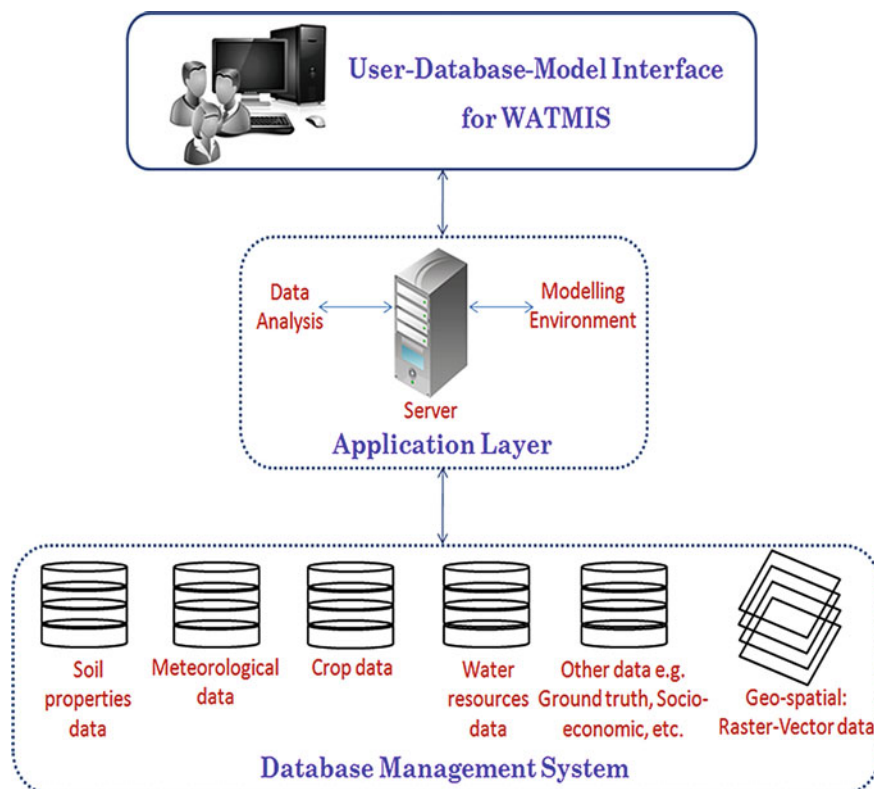 User-Database-Model Interface
for WATMIS
Data
Analysis
Modelling
Environment
Server
Application Layer
Soil
properties
data
Meteorological
data
Crop data
Water
resources
data
Other data e.g.
Ground truth, Socio-
economic, etc.
Geo-spatial:
Raster-Vector data
Database Management System